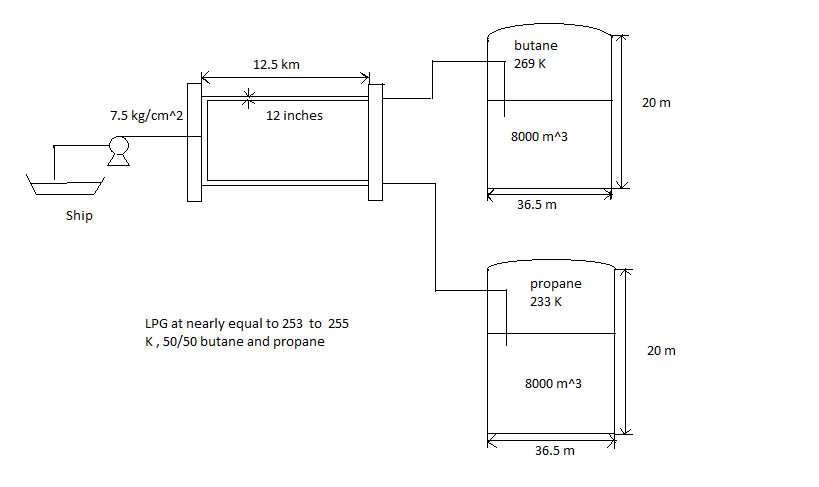 butane
269 K
12.5 km
20 m
7.5 kg/cm^2
12 inches
8000 m^3
Ship
36.5 m
propane
233 K
LPG at nearly equal to 253 to 255
K , 50/50 butane and propane
20 m
8000 m^3
36.5 m